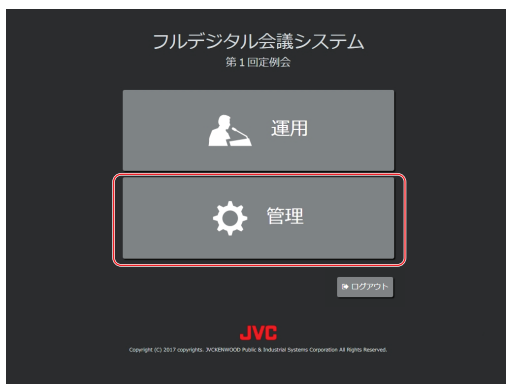 フルデジタル会議システム
第1回定例会
運用
管理
ログアウト
JVC
Copyright (C) 2017 copyrights. JVCKENWOOD Public & Industrial Systems Corporation All Rights Reserved.